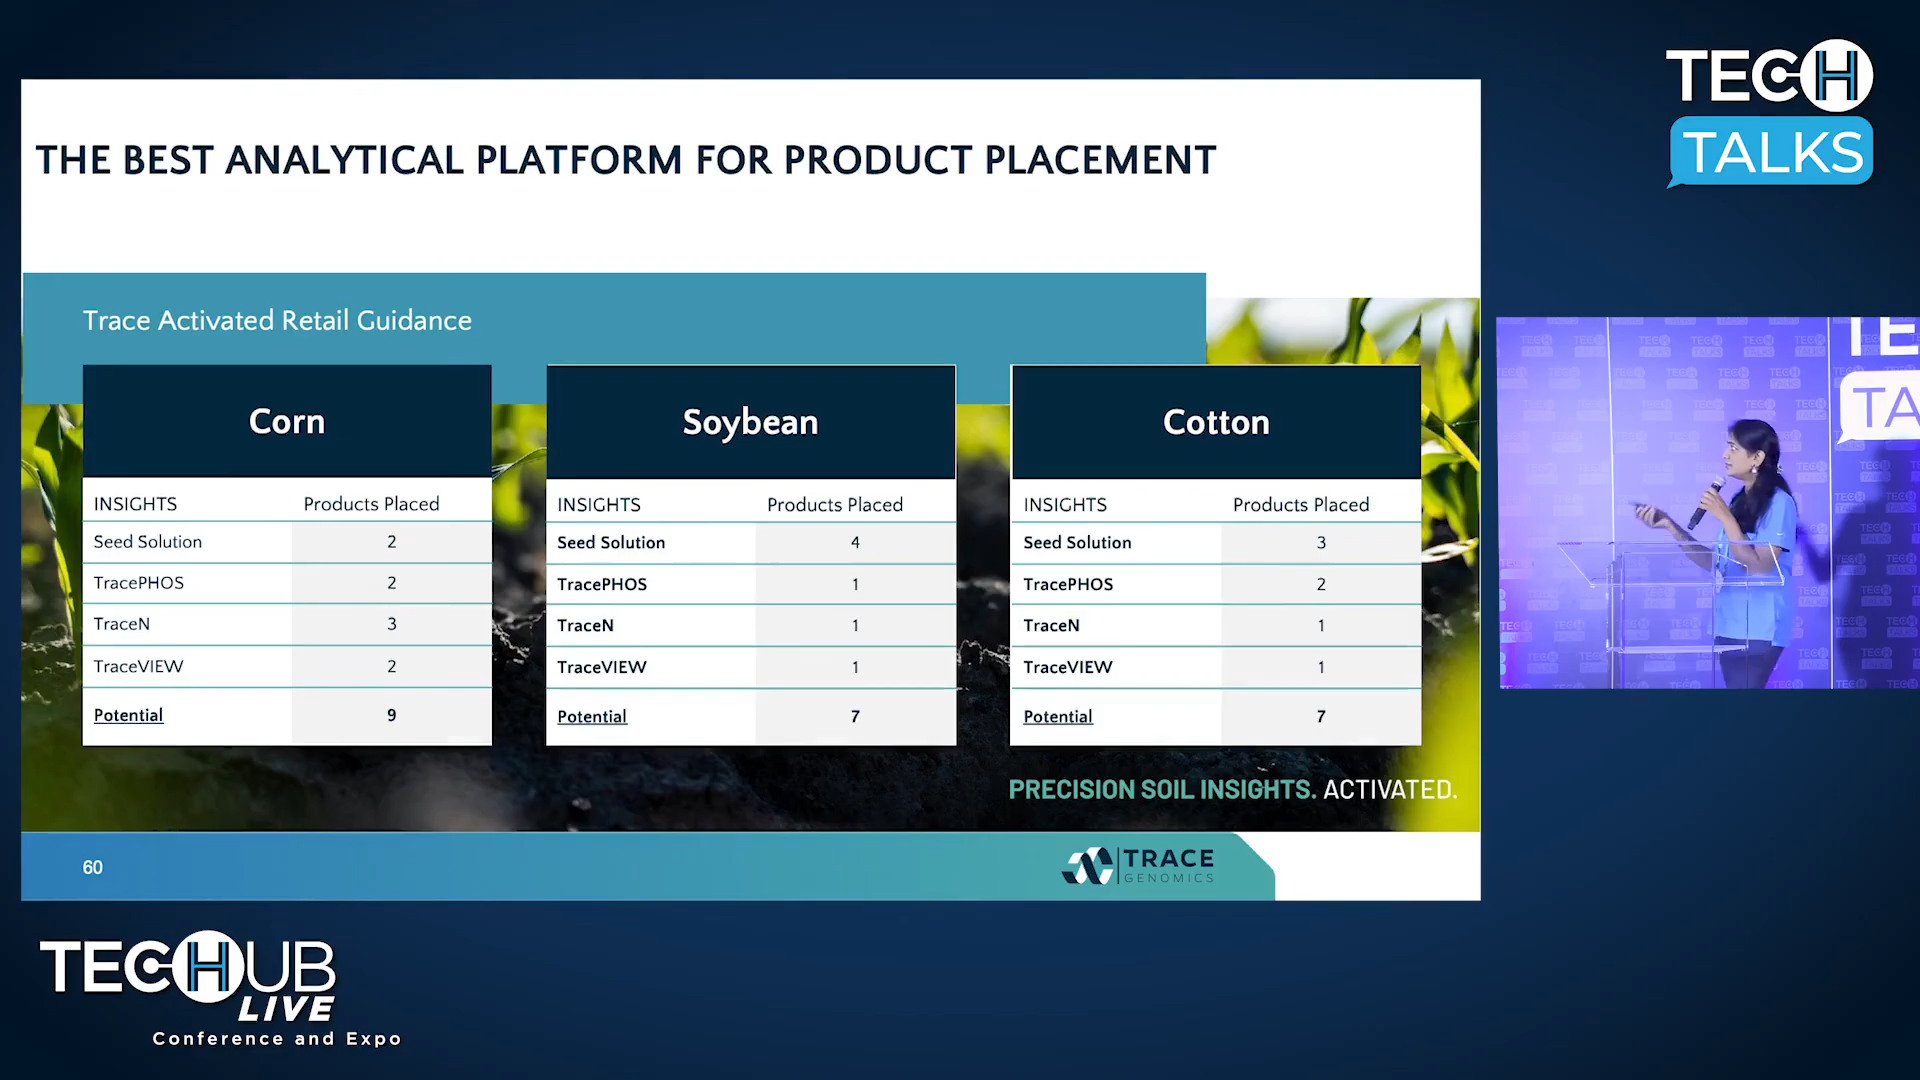 TECH
TALKS
THE BEST ANALYTICAL PLATFORM FOR PRODUCT PLACEMENT
Trace Activated Retail Guidance
Corn
INSIGHTS Products Placed
Seed Solution 2
TracePHOS 2
TraceN 3
TraceVIEW 2
Potential 9
Soybean
INSIGHTS Products Placed
Seed Solution 4
TracePHOS 1
TraceN 1
TraceVIEW 1
Potential 7
Cotton
INSIGHTS Products Placed
Seed Solution 3
TracePHOS 2
TraceN 1
TraceVIEW 1
Potential 7
PRECISION SOIL INSIGHTS. ACTIVATED.
60
TRACE
GENOMICS
TE
TA
TECHUB
LIVE
Conference and Expo